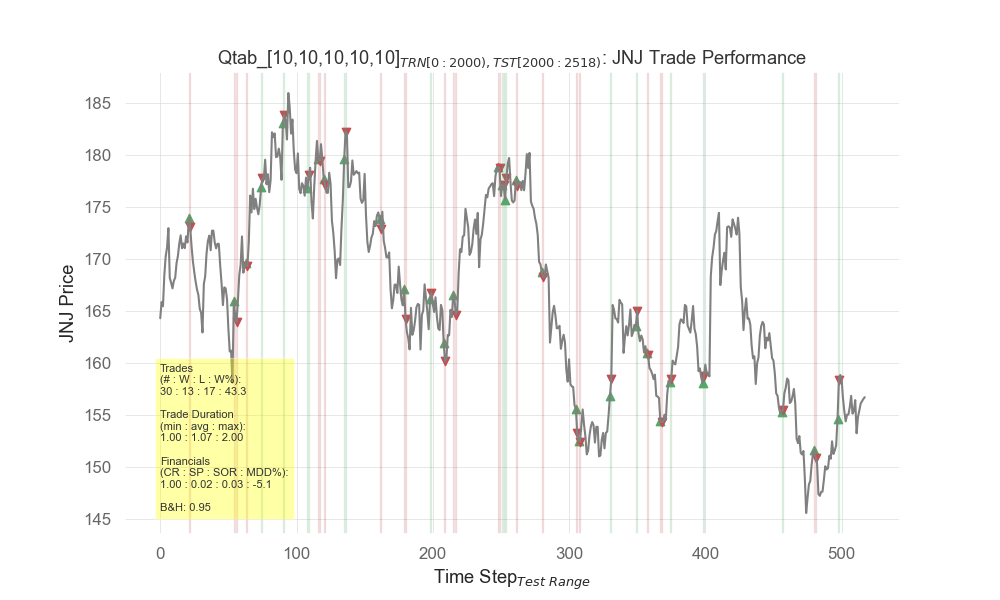 Qtab_[10,10,10,10,10]TRN[0:2000),TST[2000:2518): JNJ Trade Performance
185
180
175
170
165
160
155
150
145
JNJ Price
Trades
(# : W : L : W%):
30 : 13 : 17 : 43.3
Trade Duration
(min : avg : max):
1.00 : 1.07 : 2.00
Financials
(CR : SP : SOR : MDD%):
1.00 : 0.02 : 0.03 : -5.1
B&H: 0.95
0 100 200 300 400 500
Time Step Test Range